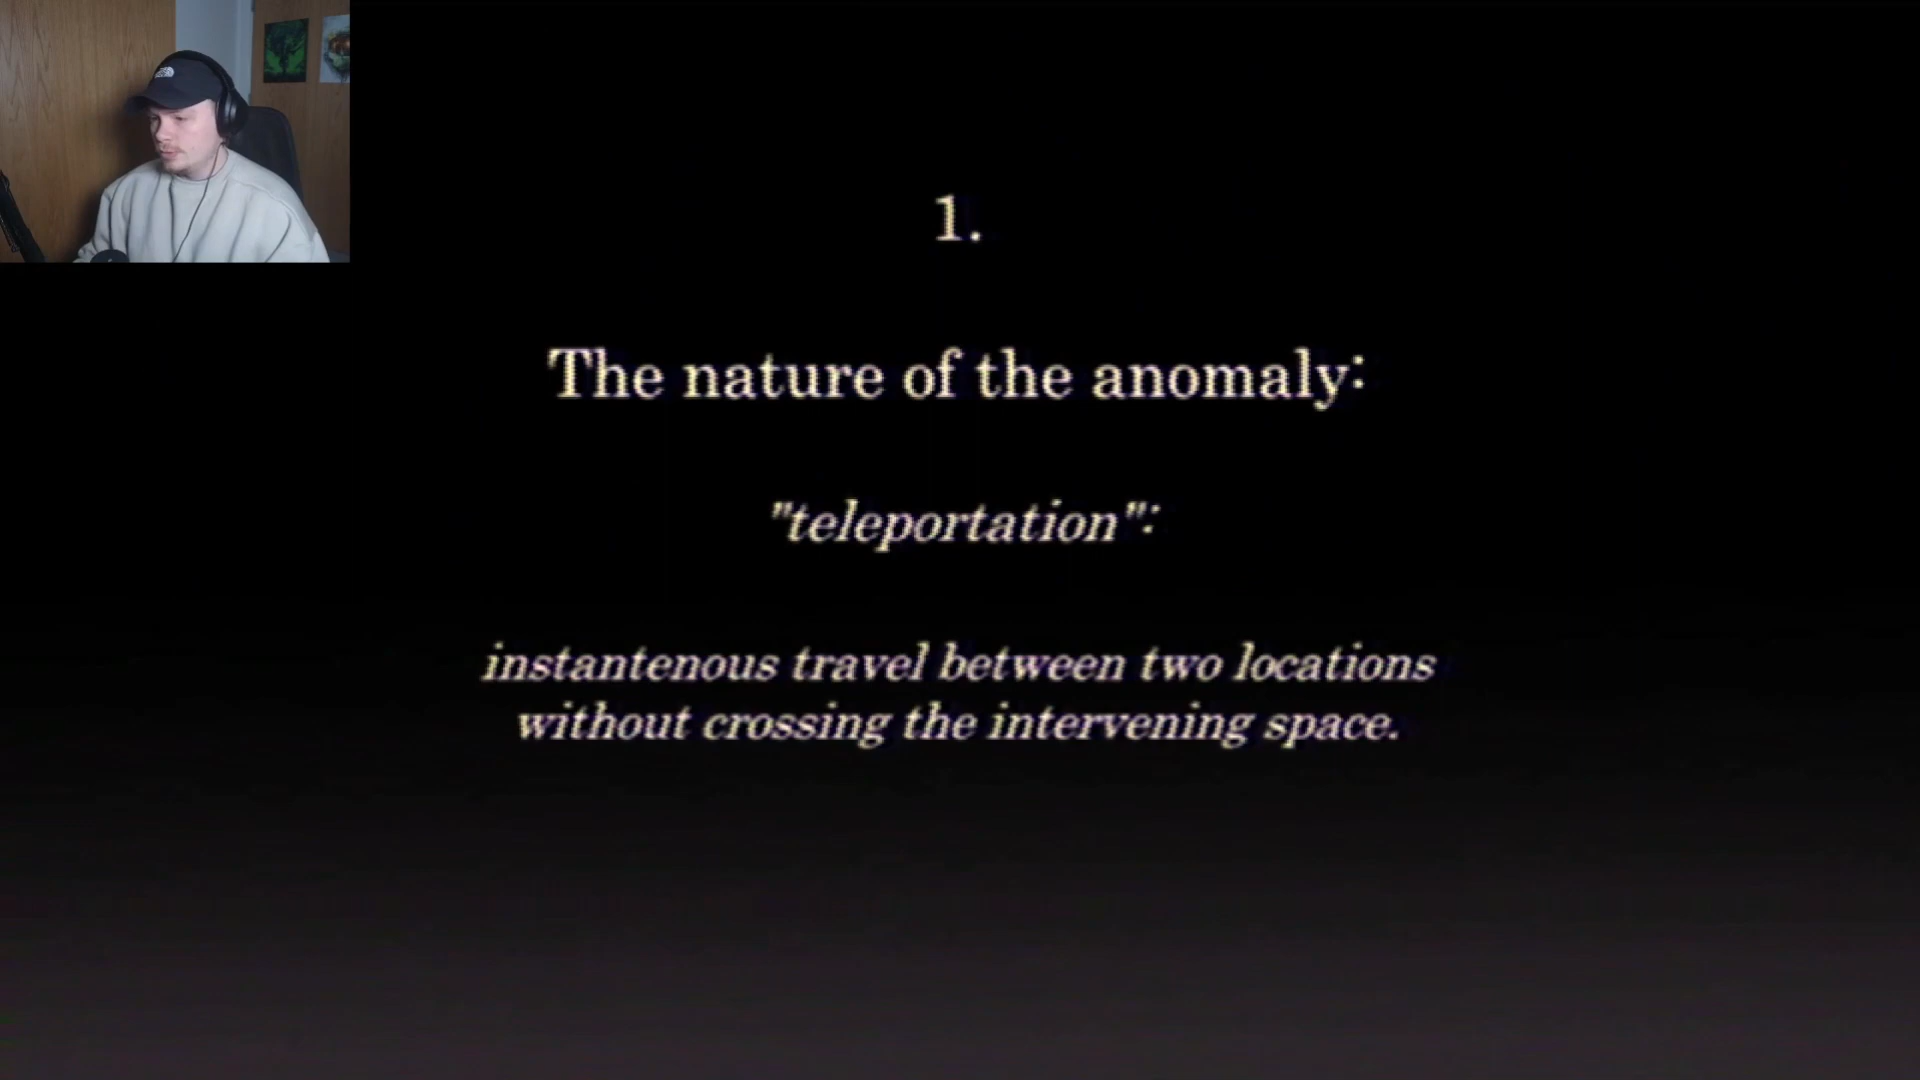 1.
The nature of the anomaly:
"teleportation":
instantenous travel between two locations
without crossing the intervening space.